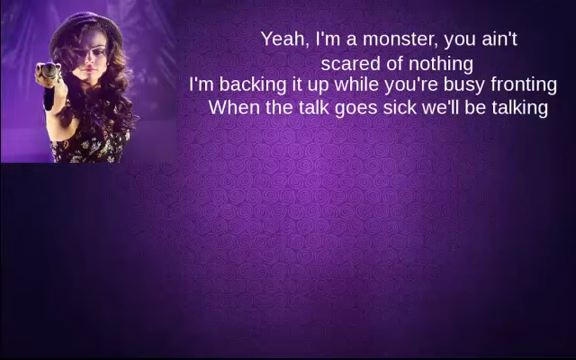 Yeah, I'm a monster, you ain't
scared of nothing
I'm backing it up while you're busy fronting
When the talk goes sick we'll be talking